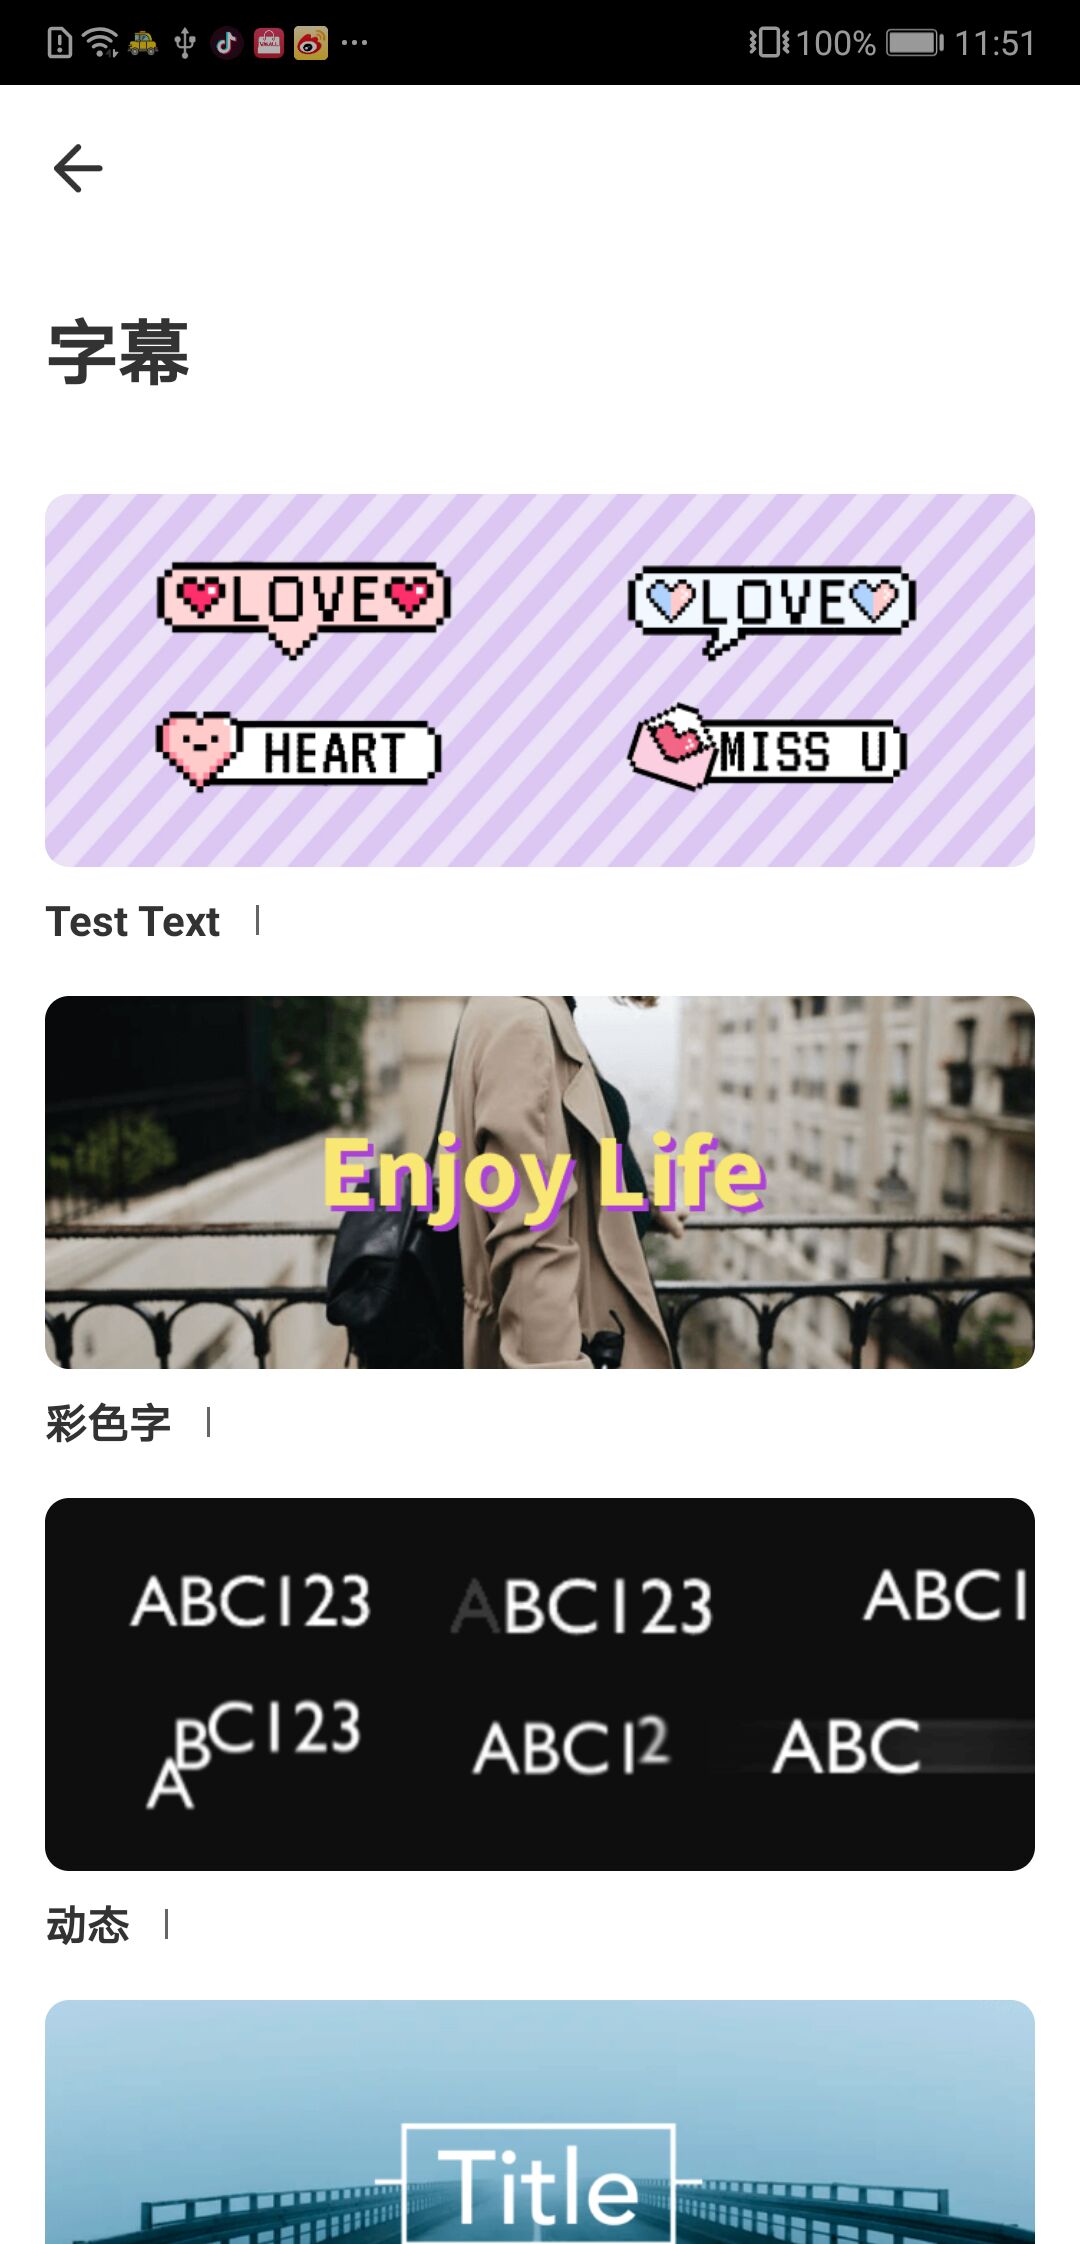 100% 11:51
字幕
LOVE LOVE
HEART MISS U
Test Text |
Enjoy Life
彩色字 |
ABC123 ABC123 ABC1
ABC123 ABC12 ABC
动态 |
Title